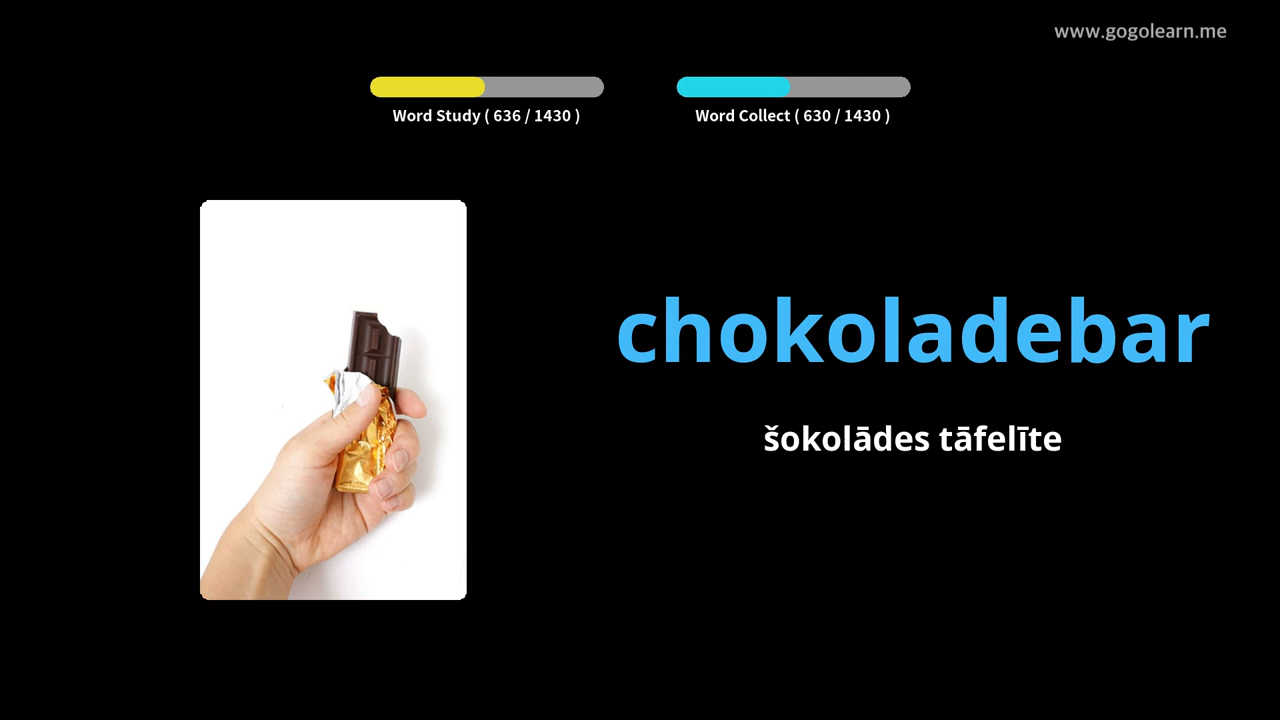 www.gogolearn.me
Word Study ( 636 / 1430 )
Word Collect ( 630 / 1430 )
chokoladebar
šokolādes tāfelīte